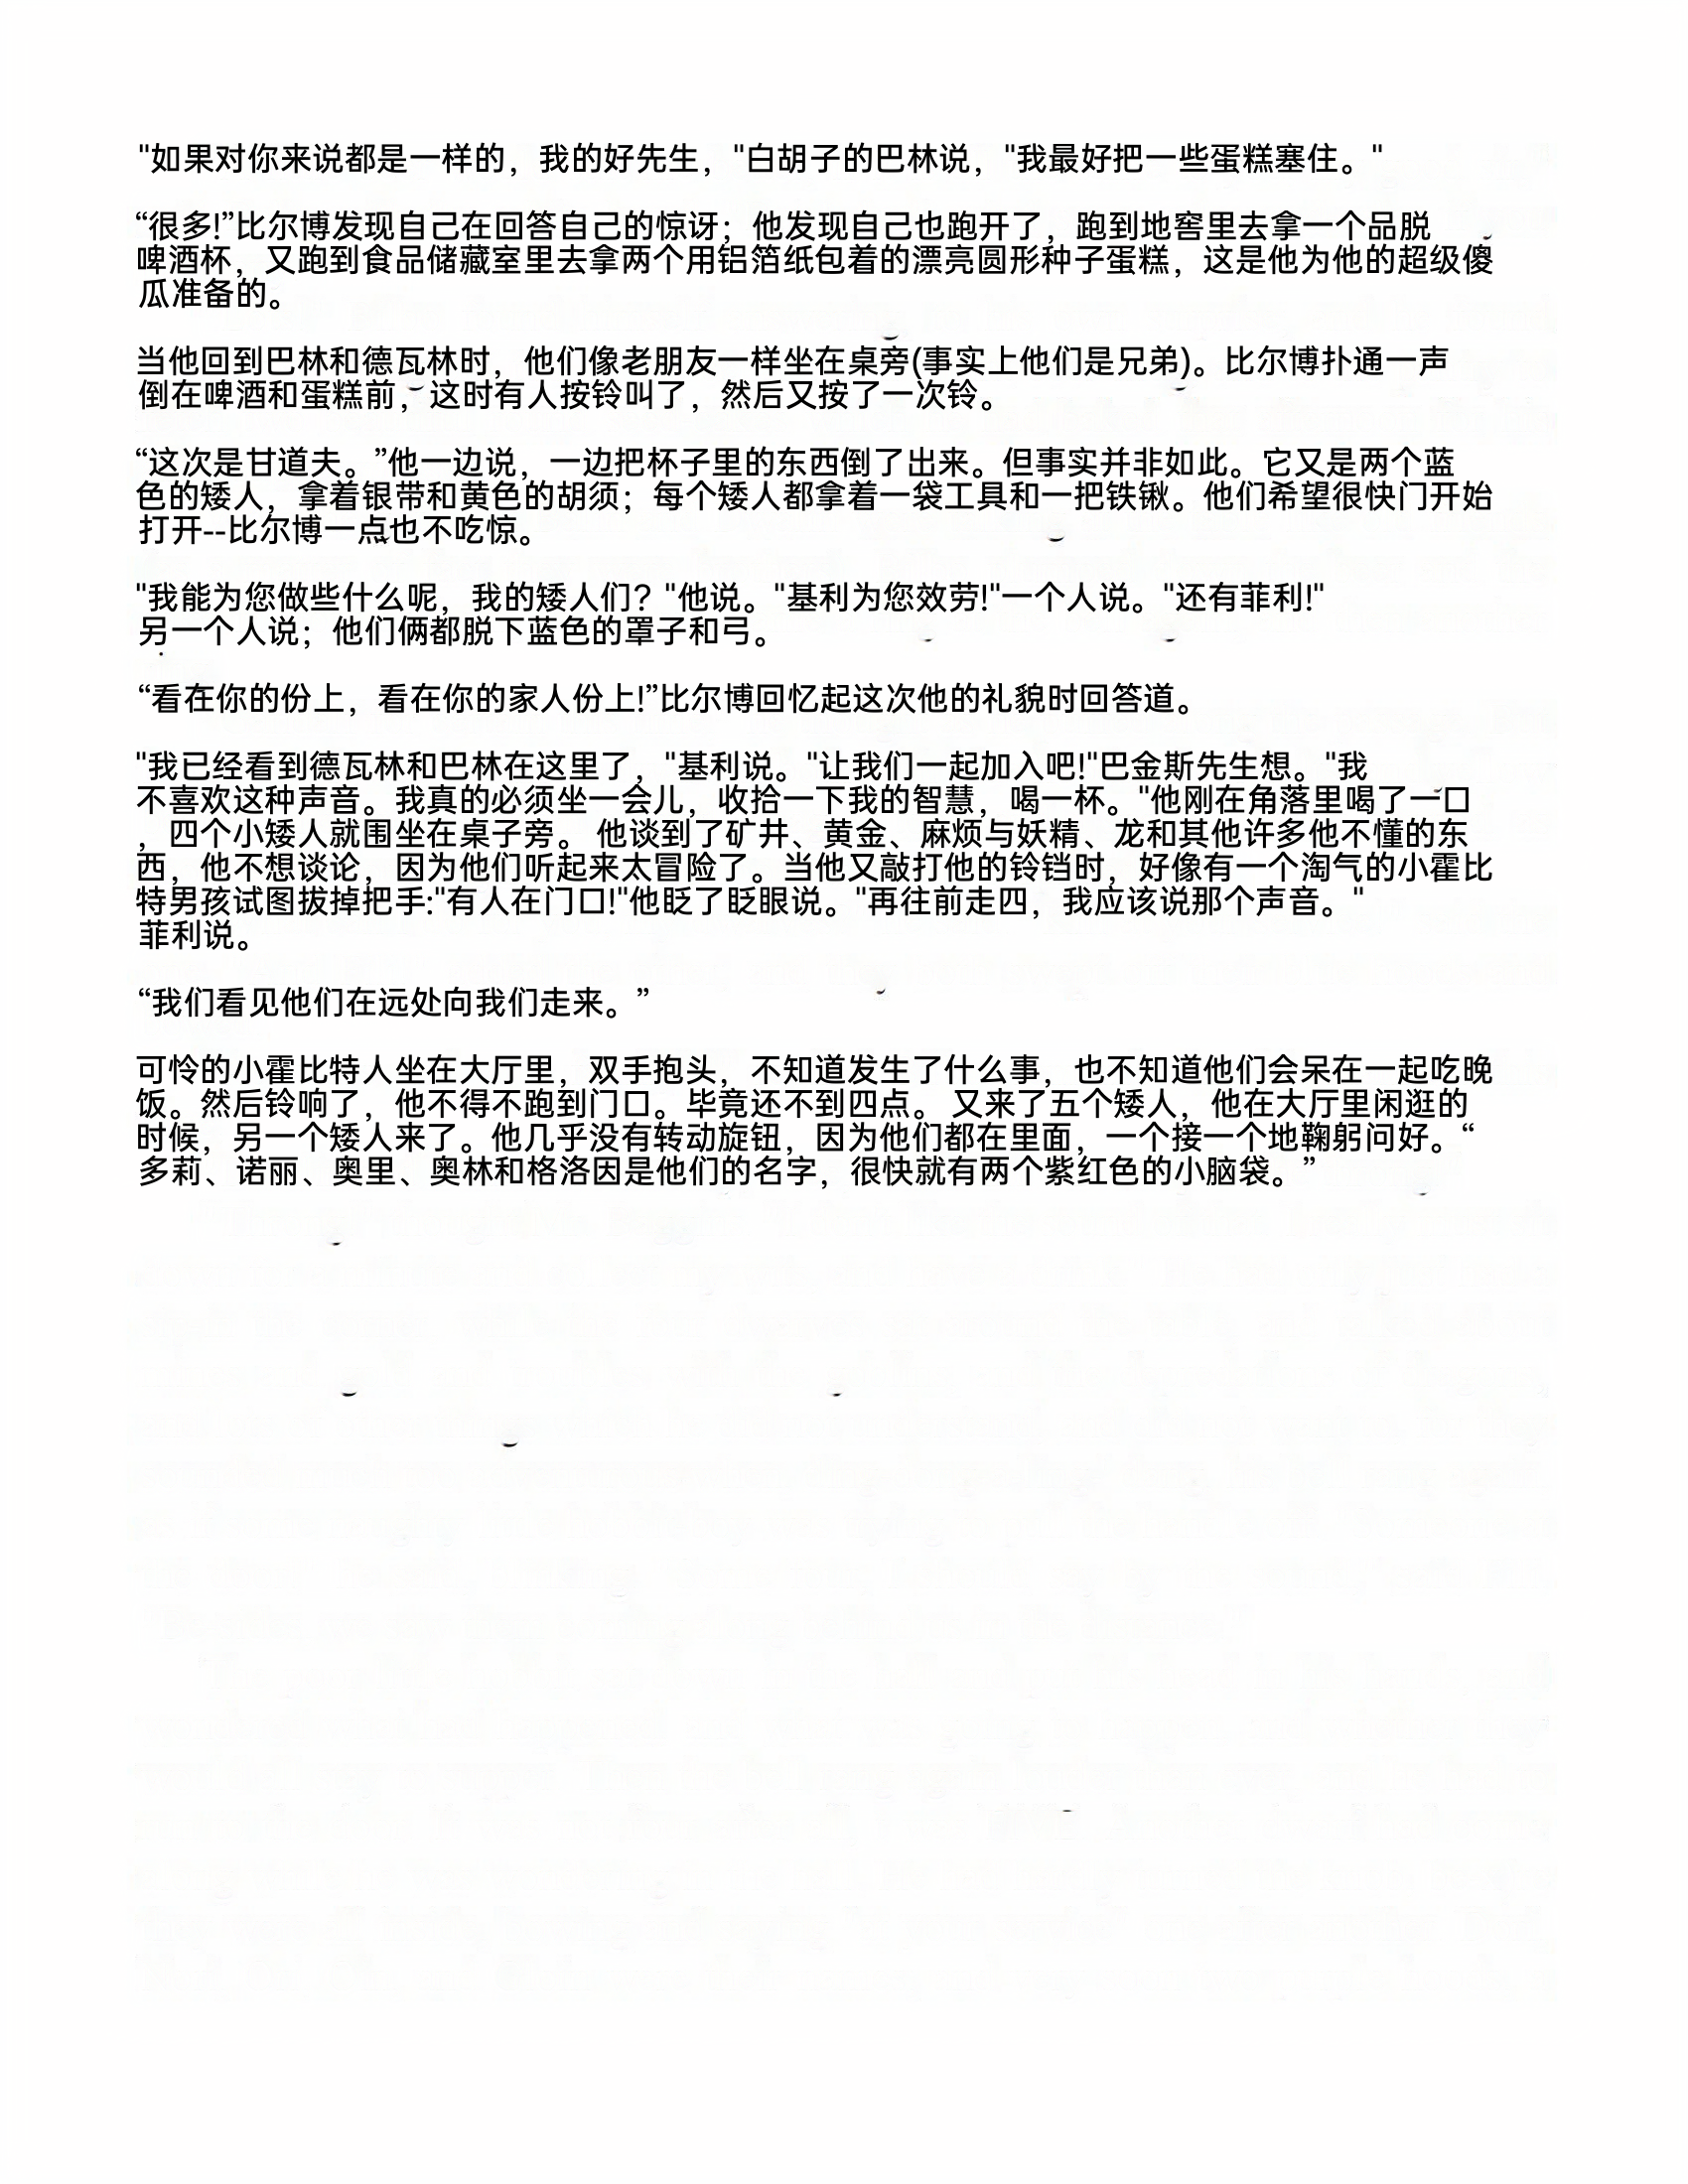 "如果对你来说都是一样的，我的好先生，"白胡子的巴林说，"我最好把一些蛋糕塞住。"
“很多!”比尔博发现自己在回答自己的惊讶；他发现自己也跑开了，跑到地窖里去拿一个品脱
啤酒杯，又跑到食品储藏室里去拿两个用铝箔纸包着的漂亮圆形种子蛋糕，这是他为他的超级傻
瓜准备的。
当他回到巴林和德瓦林时，他们像老朋友一样坐在桌旁(事实上他们是兄弟)。比尔博扑通一声
倒在啤酒和蛋糕前，这时有人按铃叫了，然后又按了一次铃。
“这次是甘道夫。”他一边说，一边把杯子里的东西倒了出来。但事实并非如此。它又是两个蓝
色的矮人，拿着银带和黄色的胡须；每个矮人都拿着一袋工具和一把铁锹。他们希望很快门开始
打开--比尔博一点也不吃惊。
"我能为您做些什么呢，我的矮人们？"他说。"基利为您效劳!"一个人说。"还有菲利!"
另一个人说；他们俩都脱下蓝色的罩子和弓。
“看在你的份上，看在你的家人份上!”比尔博回忆起这次他的礼貌时回答道。
"我已经看到德瓦林和巴林在这里了，"基利说。"让我们一起加入吧!"巴金斯先生想。"我
不喜欢这种声音。我真的必须坐一会儿，收拾一下我的智慧，喝一杯。"他刚在角落里喝了一口
，四个小矮人就围坐在桌子旁。 他谈到了矿井、黄金、麻烦与妖精、龙和其他许多他不懂的东
西，他不想谈论，因为他们听起来太冒险了。当他又敲打他的铃铛时，好像有一个淘气的小霍比
特男孩试图拔掉把手:"有人在门口!"他眨了眨眼说。"再往前走四，我应该说那个声音。"
菲利说。
“我们看见他们在远处向我们走来。”
可怜的小霍比特人坐在大厅里，双手抱头，不知道发生了什么事，也不知道他们会呆在一起吃晚
饭。然后铃响了，他不得不跑到门口。毕竟还不到四点。 又来了五个矮人，他在大厅里闲逛的
时候，另一个矮人来了。他几乎没有转动旋钮，因为他们都在里面，一个接一个地鞠躬问好。“
多莉、诺丽、奥里、奥林和格洛因是他们的名字，很快就有两个紫红色的小脑袋。”